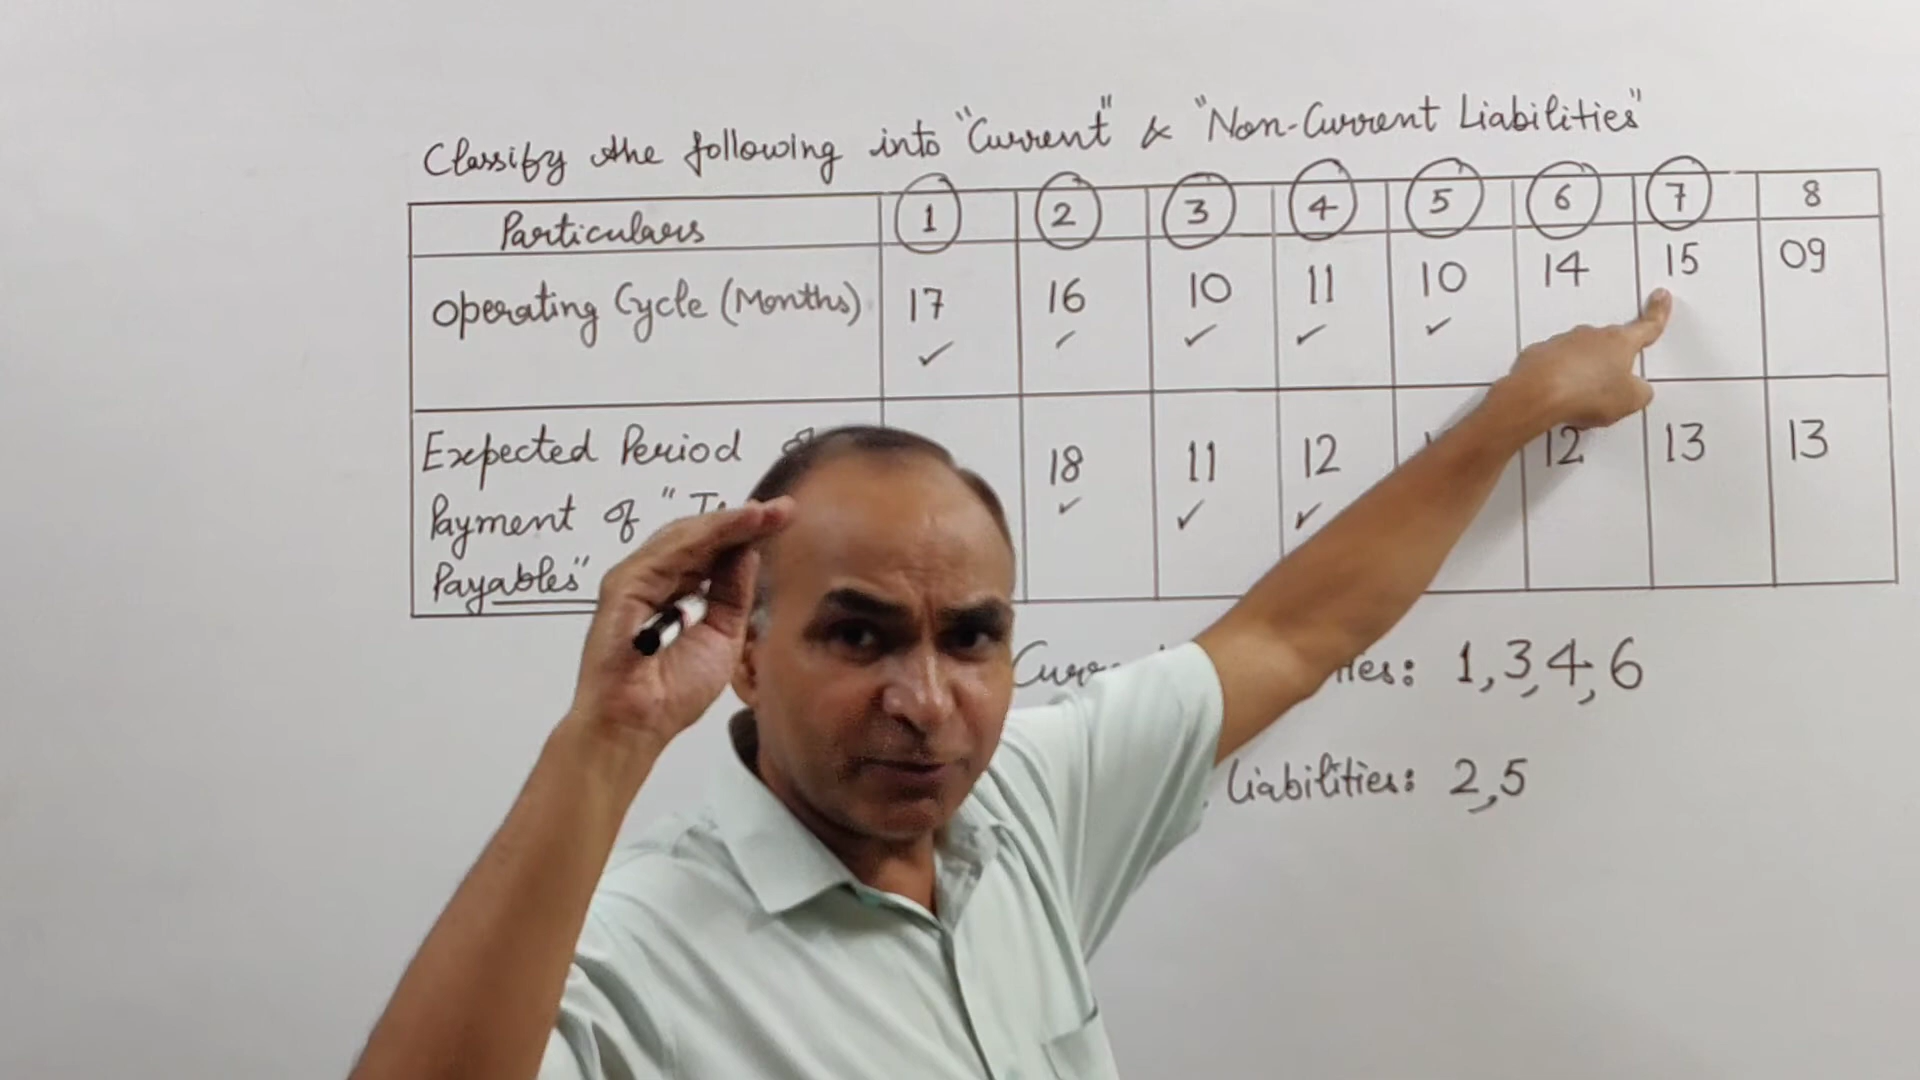 Classify the following into "Current" & "Non-Current Liabilities"
Particulars 1 2 3 4 5 6 7 8
Operating Cycle (Months) 17 16 10 11 10 14 15 09
Expected Period
Payment of "
Payables"
18 11 12 12 13 13
: 1, 3, 4, 6
Liabilities: 2, 5